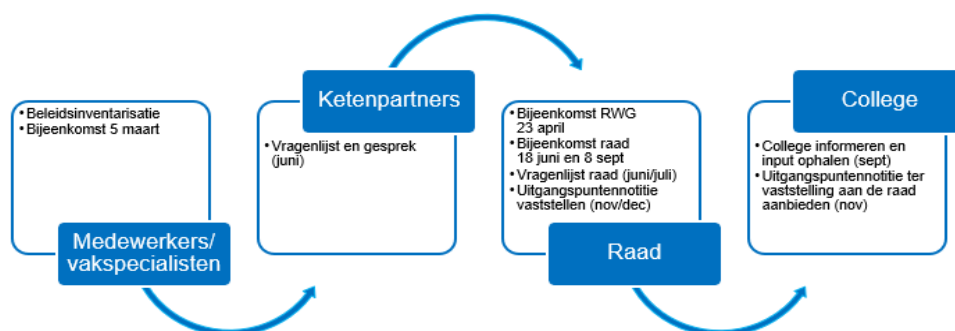 • Beleidsinventarisatie
• Bijeenkomst 5 maart
Medewerkers/
vakspecialisten
Ketenpartners
• Vragenlijst en gesprek
(juni)
• Bijeenkomst RWG
23 april
• Bijeenkomst raad
18 juni en 8 sept
• Vragenlijst raad (juni/juli)
• Uitgangspuntennotitie
vaststellen (nov/dec)
Raad
College
• College informeren en
input ophalen (sept)
• Uitgangspuntennotitie ter
vaststelling aan de raad
aanbieden (nov)